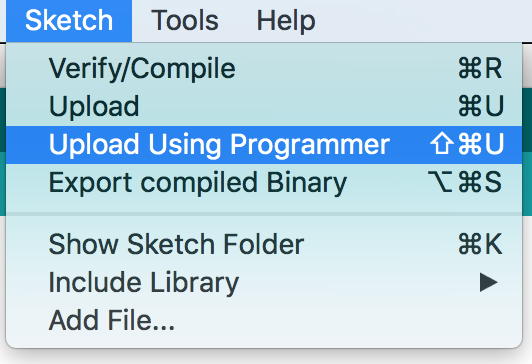 Sketch Tools Help
Verify/Compile ⌘R
Upload ⌘U
Upload Using Programmer ⇧⌘U
Export compiled Binary ⌥⌘S
Show Sketch Folder ⌘K
Include Library ▶
Add File...